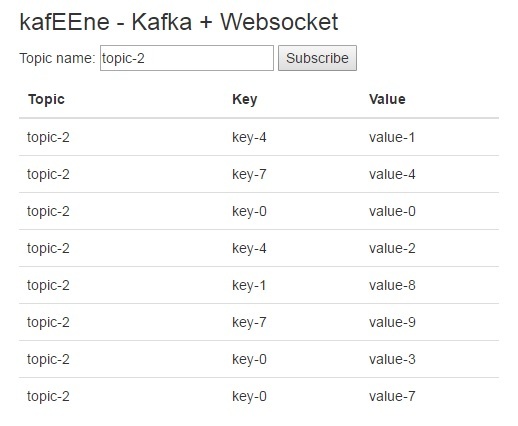 kafEEne - Kafka + Websocket
Topic name: topic-2 Subscribe
Topic Key Value
topic-2 key-4 value-1
topic-2 key-7 value-4
topic-2 key-0 value-0
topic-2 key-4 value-2
topic-2 key-1 value-8
topic-2 key-7 value-9
topic-2 key-0 value-3
topic-2 key-0 value-7